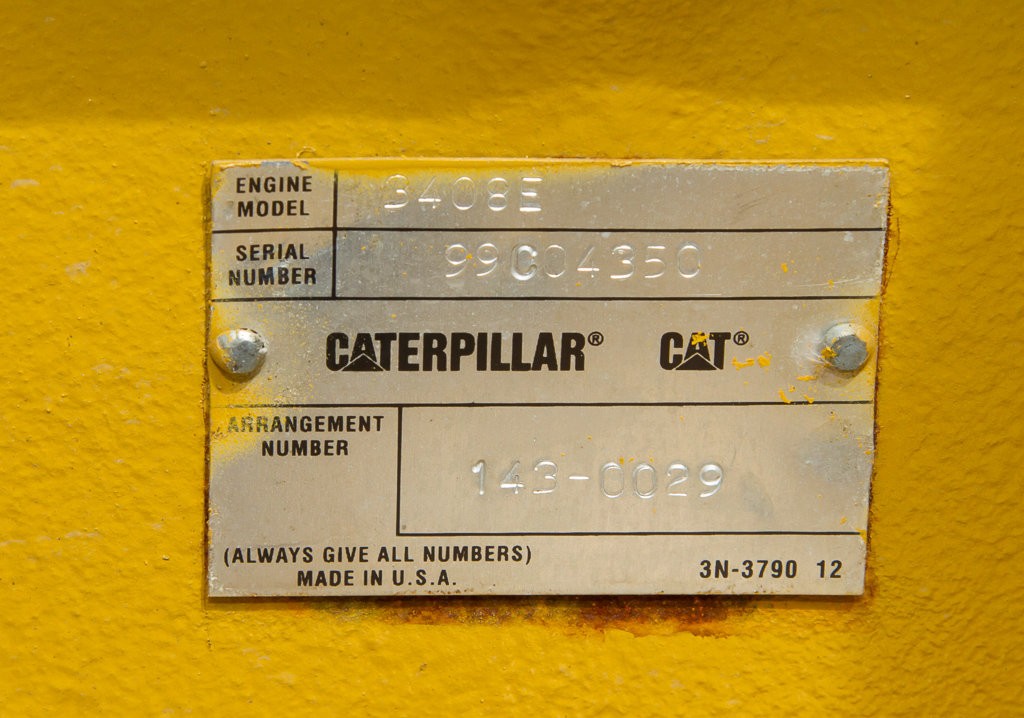 ENGINE MODEL 3408E
SERIAL NUMBER 99C04350
CATERPILLAR® CAT®
ARRANGEMENT NUMBER
143-0029
(ALWAYS GIVE ALL NUMBERS)
MADE IN U.S.A.
3N-3790 12